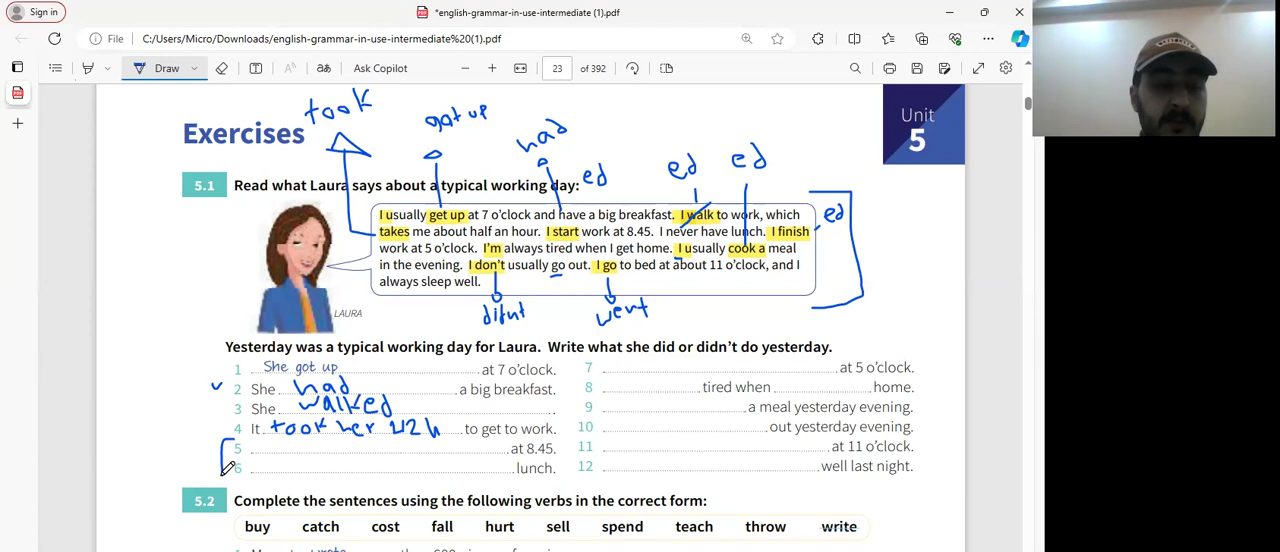 Sign in
*english-grammar-in-use-intermediate (1).pdf
File C:/Users/Micro/Downloads/english-grammar-in-use-intermediate%20(1).pdf
Draw
Ask Copilot
23 of 392
took
got up
had
ed
ed
ed
Exercises
Unit
5
5.1 Read what Laura says about a typical working day:
I usually get up at 7 o'clock and have a big breakfast. I walk to work, which
takes me about half an hour. I start work at 8.45. I never have lunch. I finish
ed
work at 5 o'clock. I'm always tired when I get home. I usually cook a meal
in the evening. I don't usually go out. I go to bed at about 11 o'clock, and I
always sleep well.
LAURA
didnt
went
Yesterday was a typical working day for Laura. Write what she did or didn't do yesterday.
1 She got up at 7 o'clock.
2 She had a big breakfast.
3 She walked .
4 It took her 1/2 h to get to work.
5 at 8.45.
6 lunch.
7 at 5 o'clock.
8 tired when home.
9 a meal yesterday evening.
10 out yesterday evening.
11 at 11 o'clock.
12 well last night.
5.2 Complete the sentences using the following verbs in the correct form:
buy catch cost fall hurt sell spend teach throw write